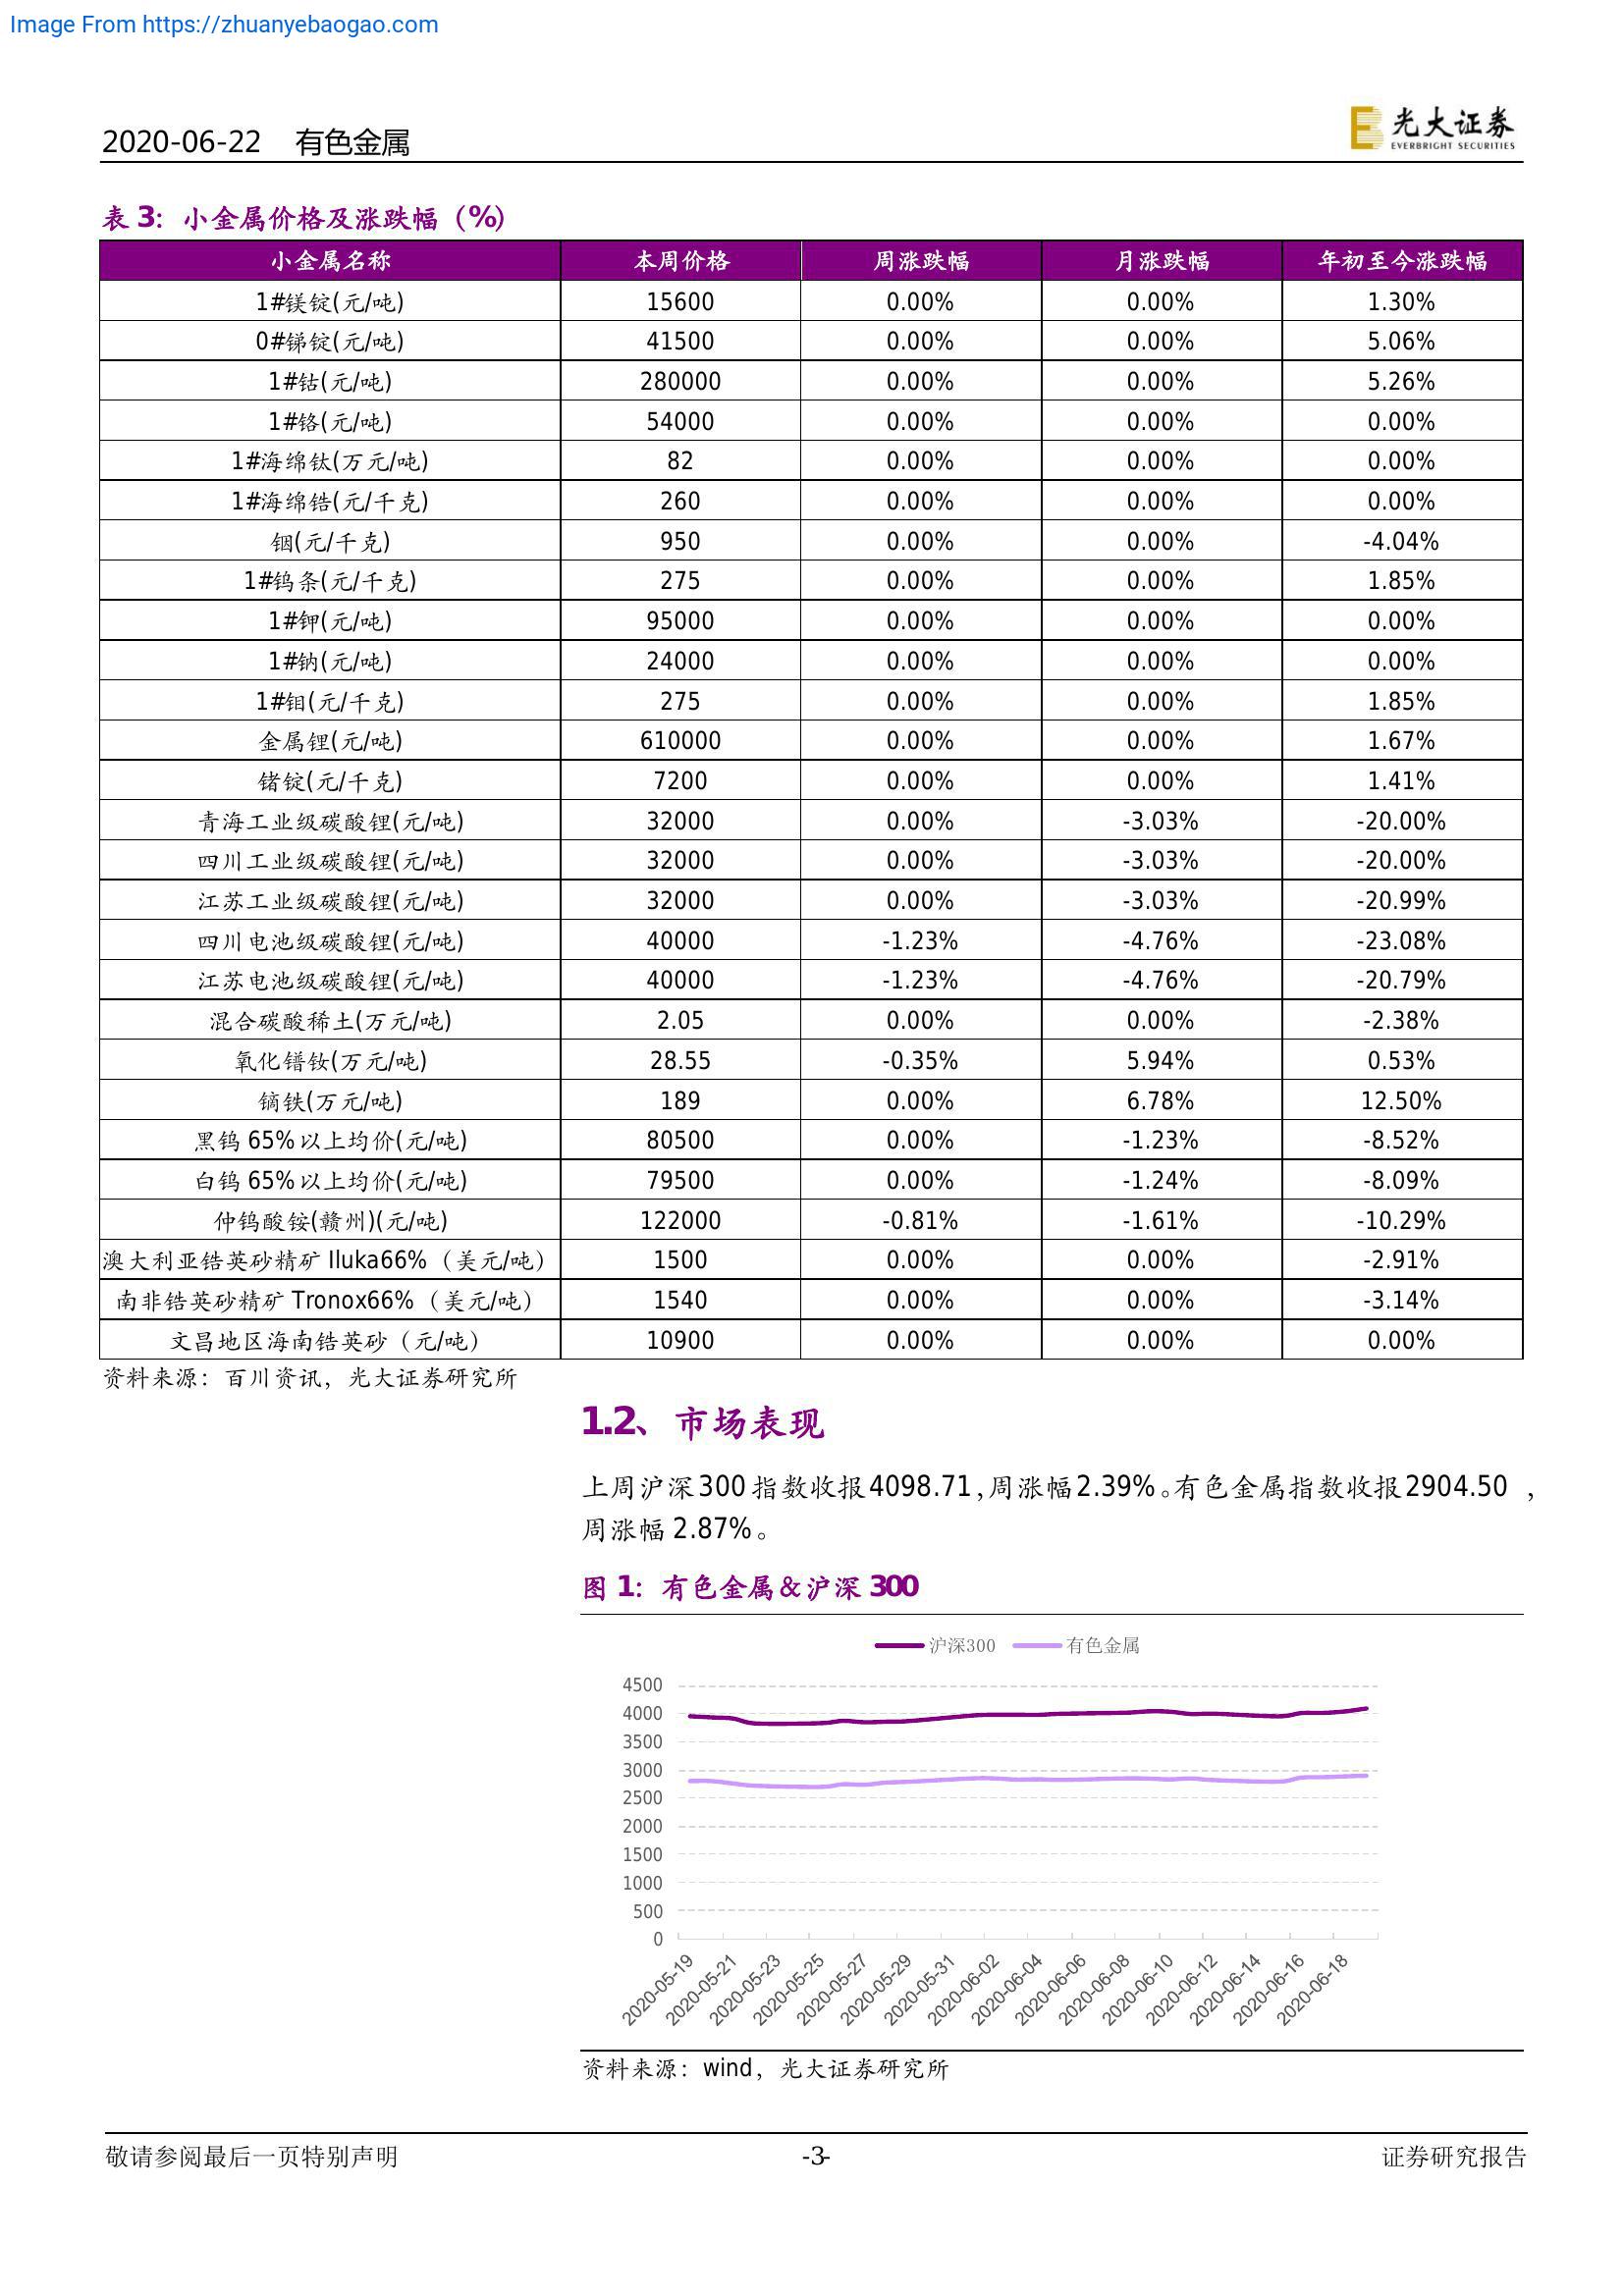 Image From https://zhuanyebaogao.com
2020-06-22 有色金属
光大证券
EVERBRIGHT SECURITIES
表 3：小金属价格及涨跌幅（%）
小金属名称 本周价格 周涨跌幅 月涨跌幅 年初至今涨跌幅
1#镁锭(元/吨) 15600 0.00% 0.00% 1.30%
0#锑锭(元/吨) 41500 0.00% 0.00% 5.06%
1#钴(元/吨) 280000 0.00% 0.00% 5.26%
1#铬(元/吨) 54000 0.00% 0.00% 0.00%
1#海绵钛(万元/吨) 82 0.00% 0.00% 0.00%
1#海绵锆(元/千克) 260 0.00% 0.00% 0.00%
铟(元/千克) 950 0.00% 0.00% -4.04%
1#钨条(元/千克) 275 0.00% 0.00% 1.85%
1#钾(元/吨) 95000 0.00% 0.00% 0.00%
1#钠(元/吨) 24000 0.00% 0.00% 0.00%
1#钼(元/千克) 275 0.00% 0.00% 1.85%
金属锂(元/吨) 610000 0.00% 0.00% 1.67%
锗锭(元/千克) 7200 0.00% 0.00% 1.41%
青海工业级碳酸锂(元/吨) 32000 0.00% -3.03% -20.00%
四川工业级碳酸锂(元/吨) 32000 0.00% -3.03% -20.00%
江苏工业级碳酸锂(元/吨) 32000 0.00% -3.03% -20.99%
四川电池级碳酸锂(元/吨) 40000 -1.23% -4.76% -23.08%
江苏电池级碳酸锂(元/吨) 40000 -1.23% -4.76% -20.79%
混合碳酸稀土(万元/吨) 2.05 0.00% 0.00% -2.38%
氧化镨钕(万元/吨) 28.55 -0.35% 5.94% 0.53%
镝铁(万元/吨) 189 0.00% 6.78% 12.50%
黑钨 65%以上均价(元/吨) 80500 0.00% -1.23% -8.52%
白钨 65%以上均价(元/吨) 79500 0.00% -1.24% -8.09%
仲钨酸铵(赣州)(元/吨) 122000 -0.81% -1.61% -10.29%
澳大利亚锆英砂精矿 Iluka66%（美元/吨） 1500 0.00% 0.00% -2.91%
南非锆英砂精矿 Tronox66%（美元/吨） 1540 0.00% 0.00% -3.14%
文昌地区海南锆英砂（元/吨） 10900 0.00% 0.00% 0.00%
资料来源：百川资讯，光大证券研究所
1.2、市场表现
上周沪深300指数收报4098.71，周涨幅2.39%。有色金属指数收报2904.50，
周涨幅 2.87%。
图 1：有色金属&沪深 300
沪深300 有色金属
4500
4000
3500
3000
2500
2000
1500
1000
500
0
2020-05-19 2020-05-21 2020-05-23 2020-05-25 2020-05-27 2020-05-29 2020-05-31 2020-06-02 2020-06-04 2020-06-06 2020-06-08 2020-06-10 2020-06-12 2020-06-14 2020-06-16 2020-06-18
资料来源：wind，光大证券研究所
敬请参阅最后一页特别声明 -3- 证券研究报告